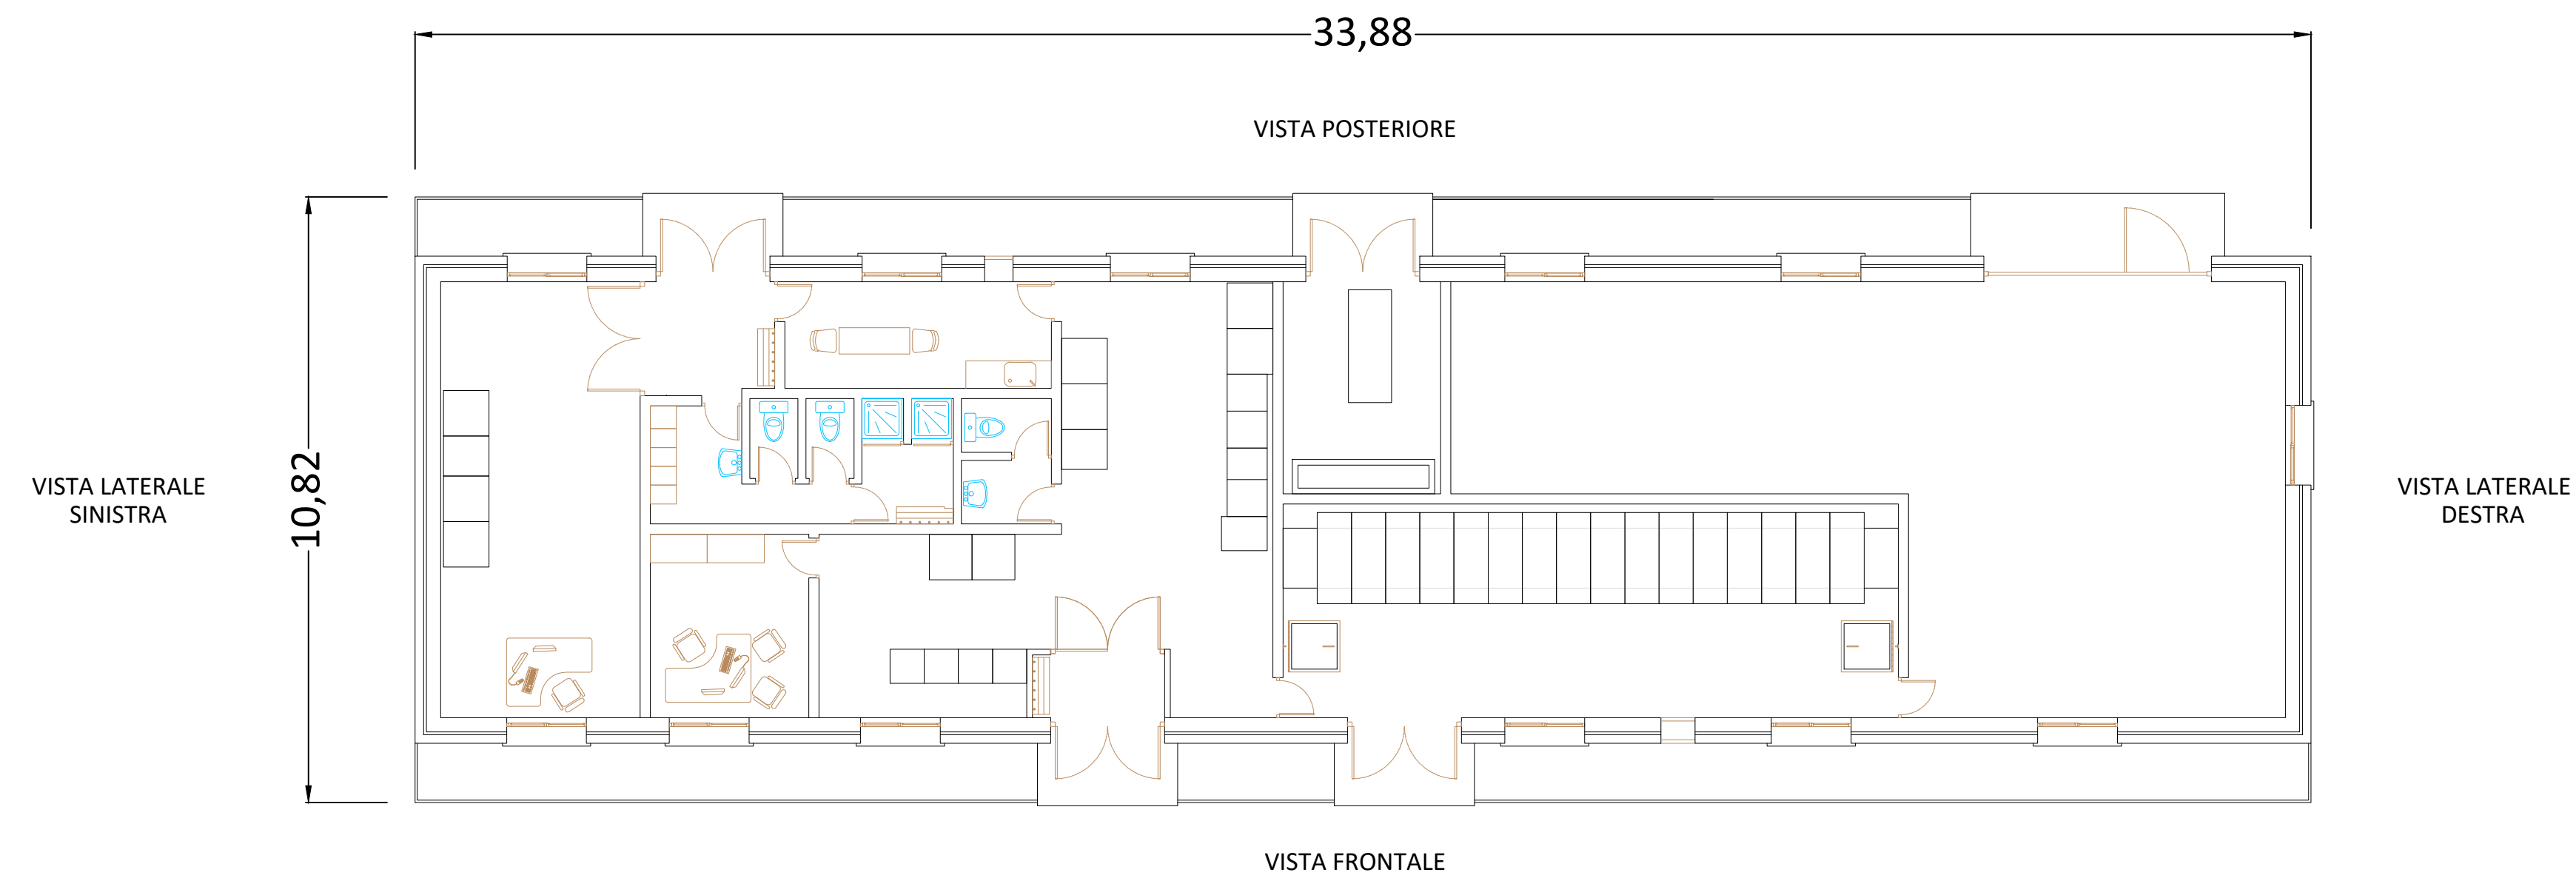 33,88
VISTA POSTERIORE
10,82
VISTA LATERALE
SINISTRA
VISTA LATERALE
DESTRA
VISTA FRONTALE